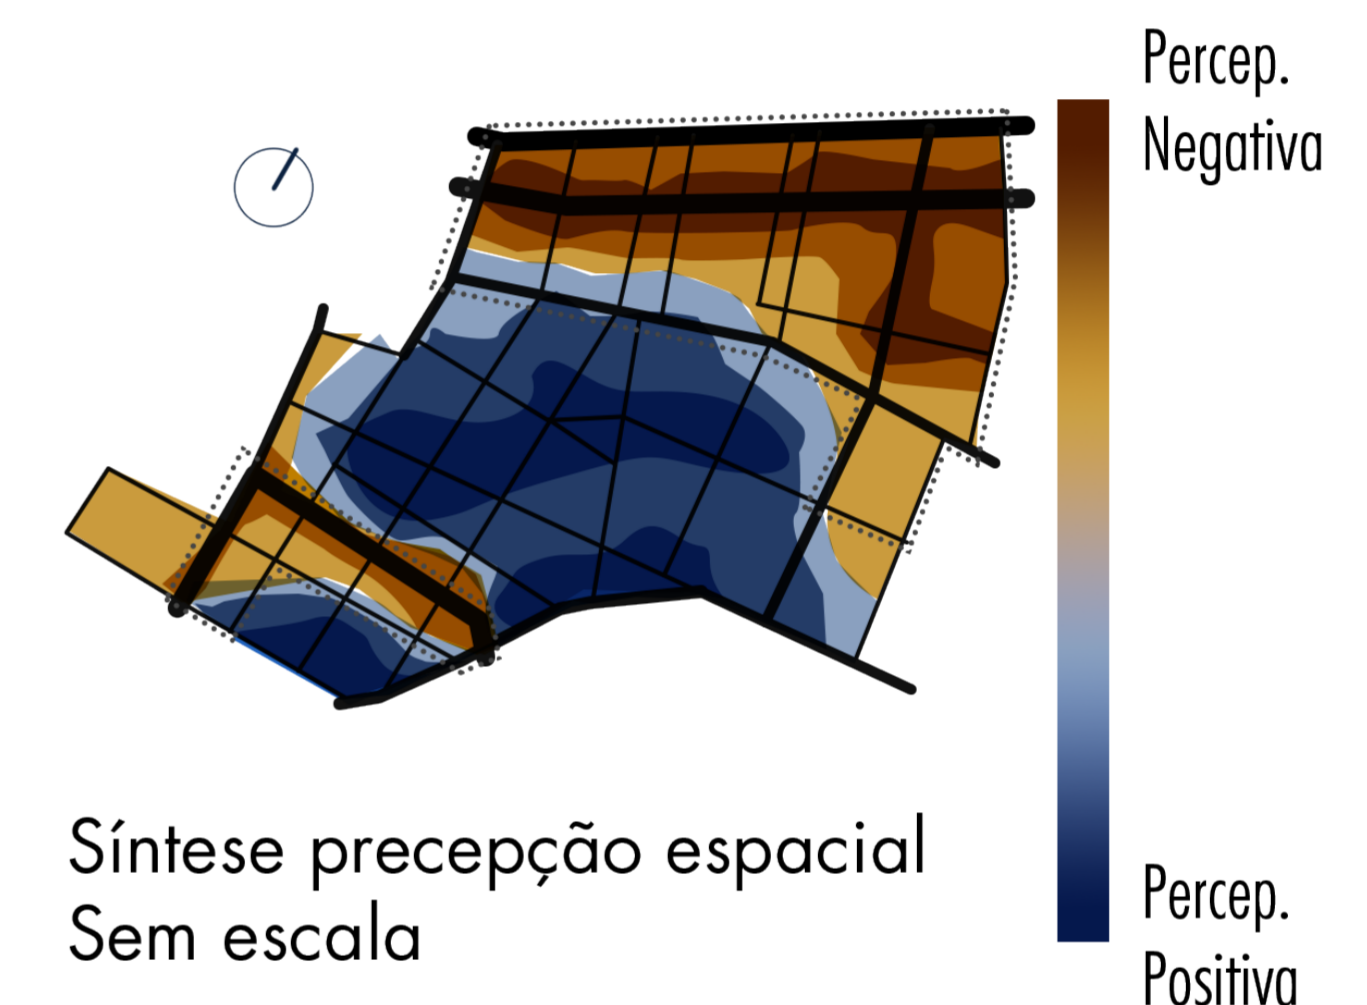 Percep.
Negativa
Síntese precepção espacial
Sem escala
Percep.
Positiva